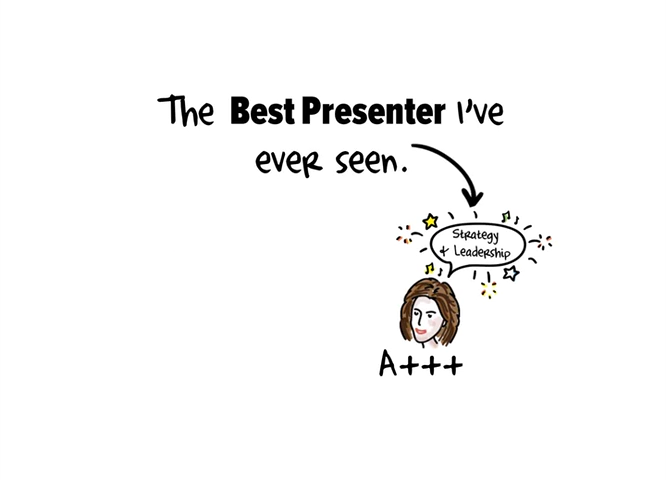 The Best Presenter I've
ever seen.
Strategy
+ Leadership
A+++